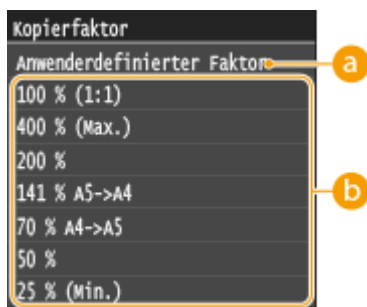 Kopierfaktor
Anwenderdefinierter Faktor
a
100 % (1:1)
400 % (Max.)
200 %
141 % A5->A4
b
70 % A4->A5
50 %
25 % (Min.)